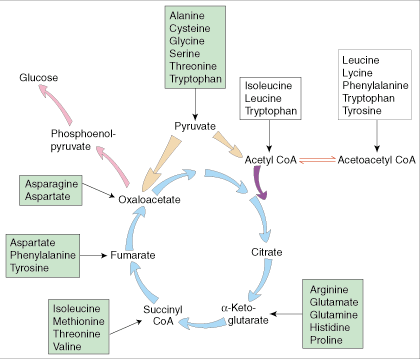 Alanine
Cysteine
Glycine
Serine
Threonine
Tryptophan
Leucine
Lycine
Phenylalanine
Tryptophan
Tyrosine
Isoleucine
Leucine
Tryptophan
Glucose
Pyruvate
Phosphoenol-
pyruvate
Acetyl CoA
Acetoacetyl CoA
Asparagine
Aspartate
Oxaloacetate
Aspartate
Phenylalanine
Tyrosine
Fumarate
Citrate
Isoleucine
Methionine
Threonine
Valine
Succinyl
CoA
α-Keto-
glutarate
Arginine
Glutamate
Glutamine
Histidine
Proline